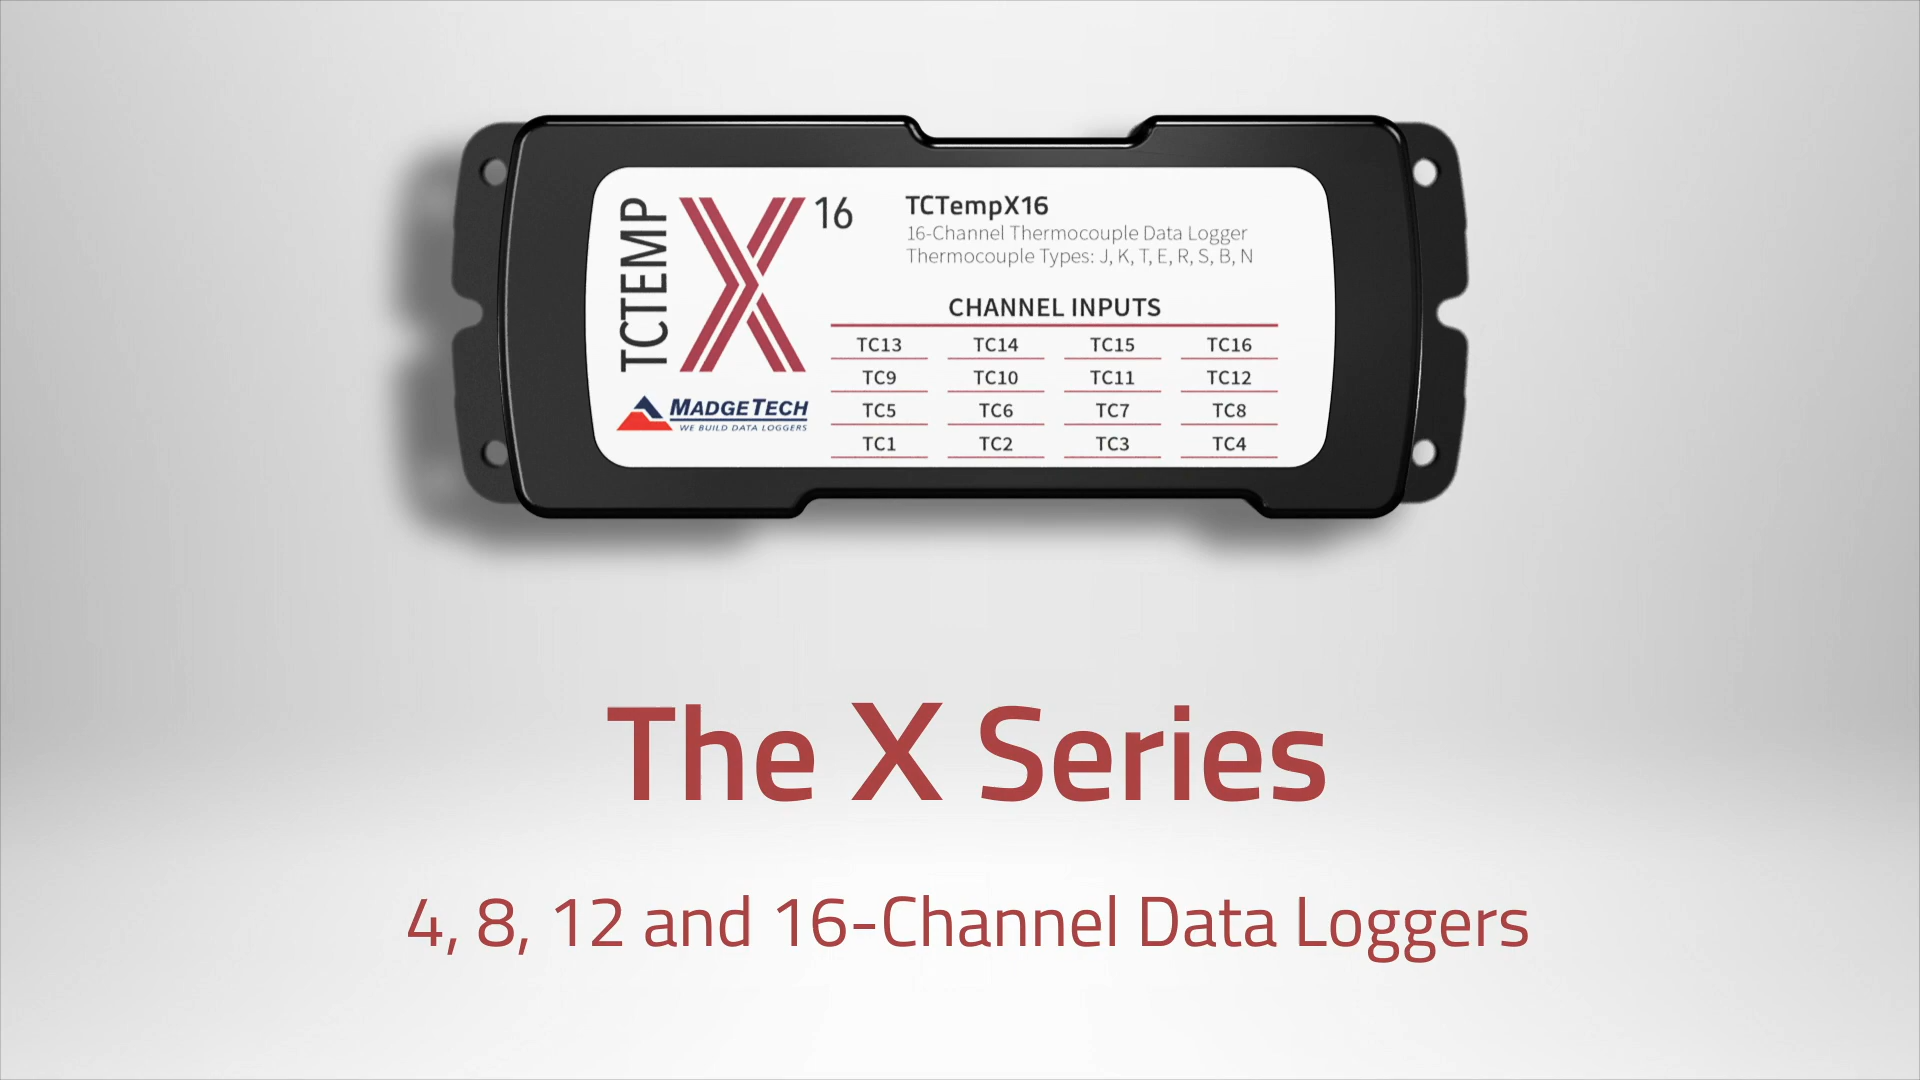 TCTEMP
X
16
TCTempX16
16-Channel Thermocouple Data Logger
Thermocouple Types: J, K, T, E, R, S, B, N
CHANNEL INPUTS
TC13 TC14 TC15 TC16
TC9 TC10 TC11 TC12
TC5 TC6 TC7 TC8
TC1 TC2 TC3 TC4
MADGETECH
WE BUILD DATA LOGGERS
The X Series
4, 8, 12 and 16-Channel Data Loggers